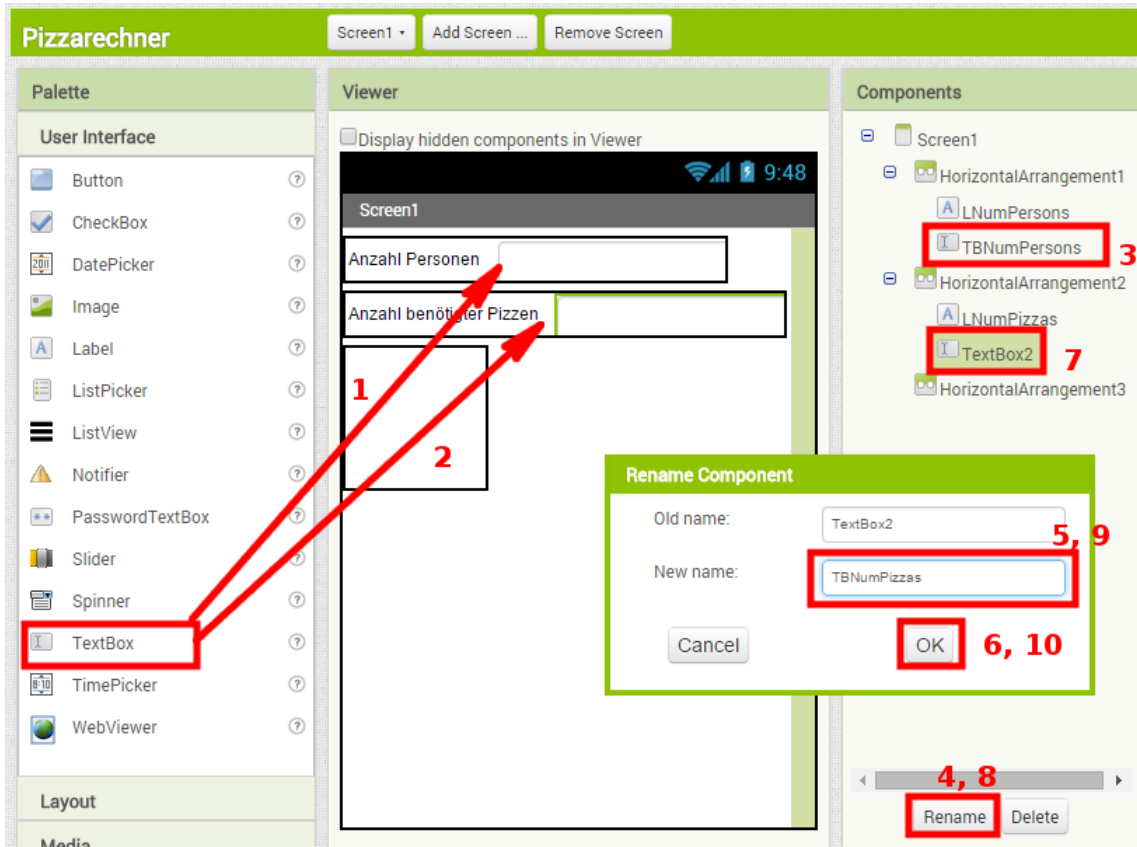 Pizzarechner
Screen1
Add Screen ...
Remove Screen
Palette
User Interface
Button
CheckBox
DatePicker
Image
Label
ListPicker
ListView
Notifier
PasswordTextBox
Slider
Spinner
TextBox
TimePicker
WebViewer
Layout
Media
Viewer
Display hidden components in Viewer
9:48
Screen1
Anzahl Personen
Anzahl benötigter Pizzen
1
2
Rename Component
Old name:
TextBox2
5, 9
New name:
TBNumPizzas
Cancel
OK
6, 10
Components
Screen1
HorizontalArrangement1
LNumPersons
TBNumPersons
3
HorizontalArrangement2
LNumPizzas
TextBox2
7
HorizontalArrangement3
4, 8
Rename
Delete